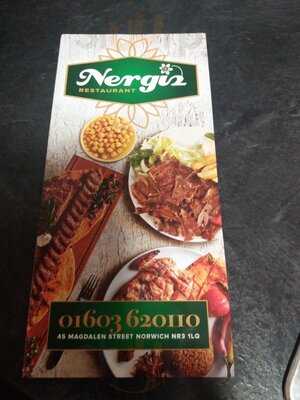 Nergiz
RESTAURANT
01603 620110
45 MAGDALEN STREET NORWICH NR3 1LQ